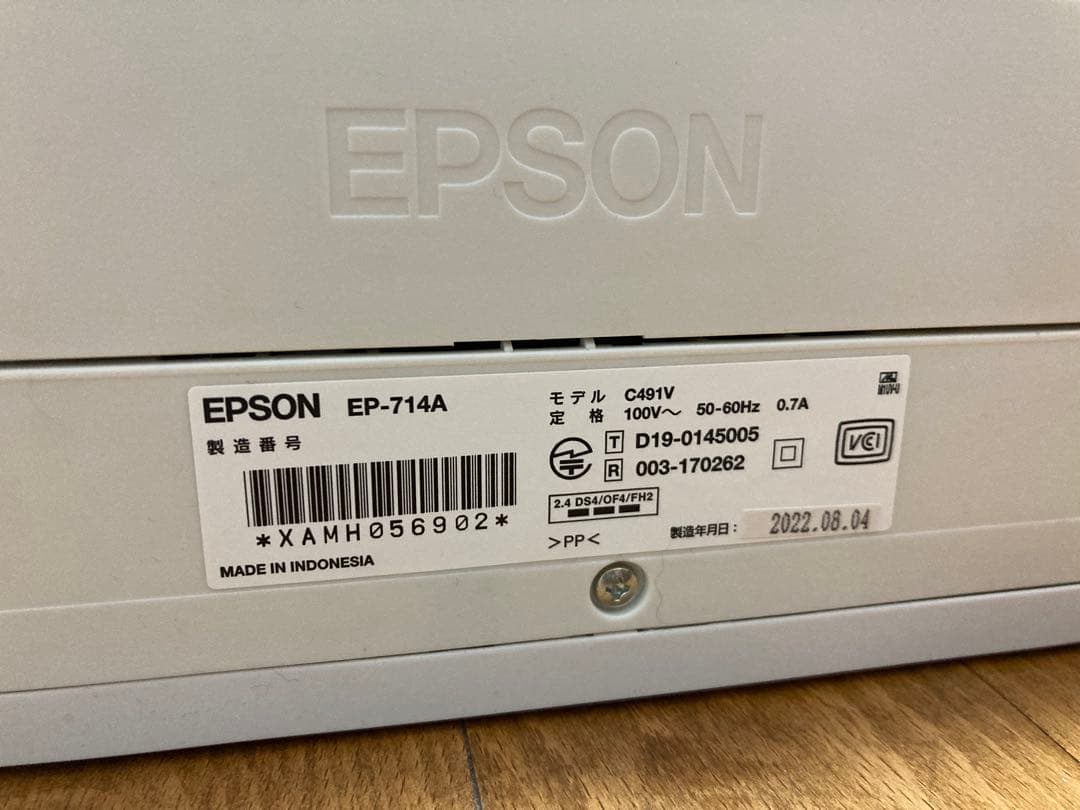 EPSON
EPSON EP-714A
製造番号
*XAMH056902*
MADE IN INDONESIA
モデル C491V
定格 100V～ 50-60Hz 0.7A
T D19-0145005
R 003-170262
2.4 DS4/OF4/FH2
>PP<
VCI
製造年月日： 2022.08.04